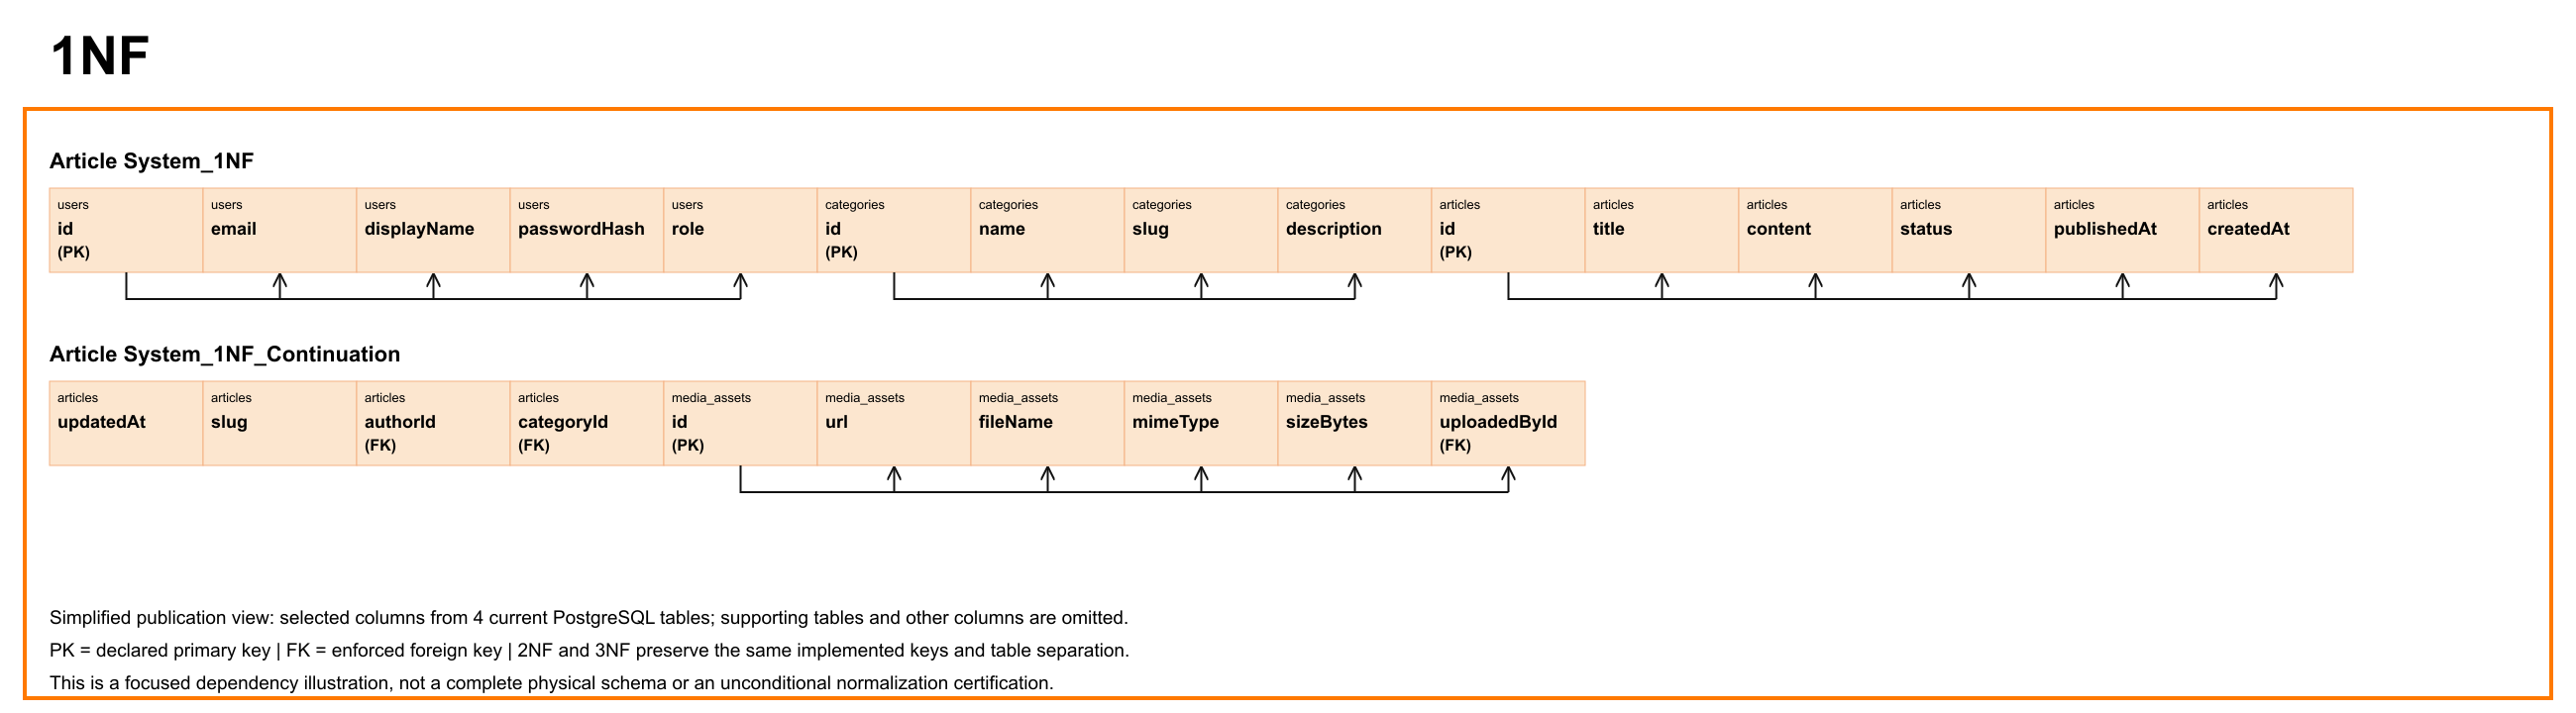 1NF
Article System_1NF
users users users users users categories categories categories categories articles articles articles articles articles articles
id email displayName passwordHash role id name slug description id title content status publishedAt createdAt
(PK) (PK) (PK)
Article System_1NF_Continuation
articles articles articles articles media_assets media_assets media_assets media_assets media_assets media_assets
updatedAt slug authorId categoryId id url fileName mimeType sizeBytes uploadedById
(FK) (FK) (PK) (FK)
Simplified publication view: selected columns from 4 current PostgreSQL tables; supporting tables and other columns are omitted.
PK = declared primary key | FK = enforced foreign key | 2NF and 3NF preserve the same implemented keys and table separation.
This is a focused dependency illustration, not a complete physical schema or an unconditional normalization certification.